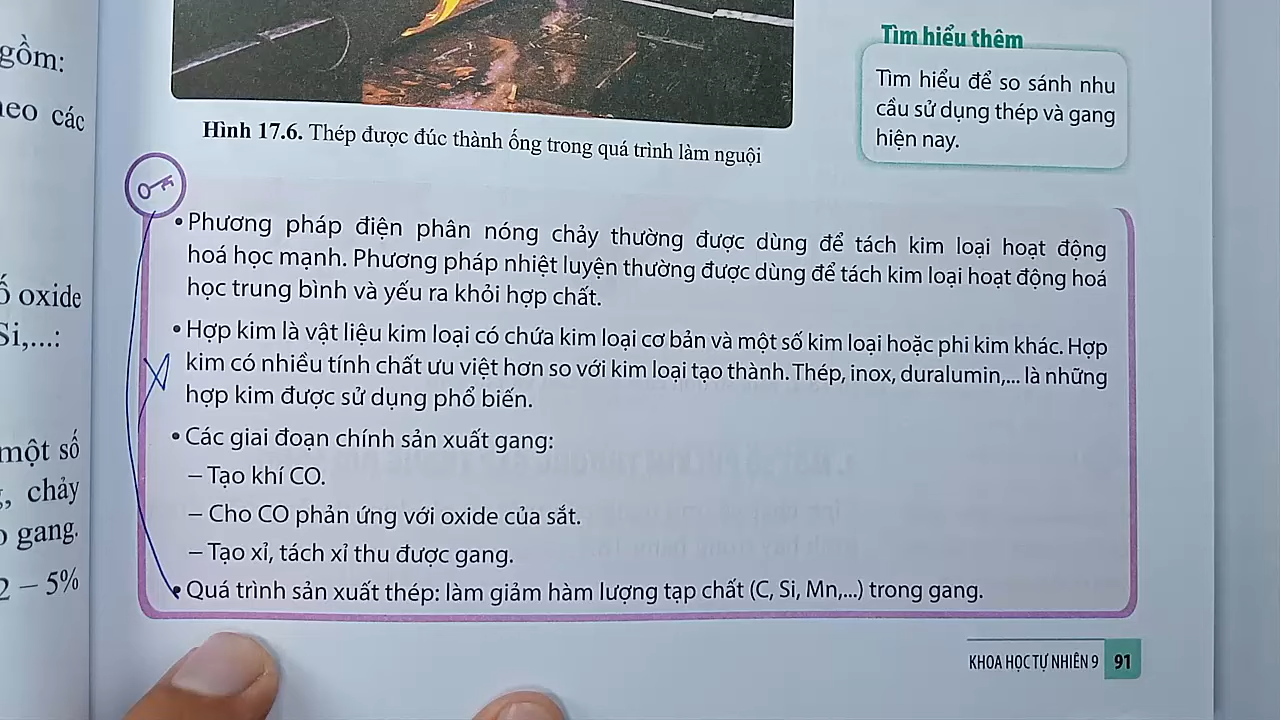 gồm:
các
oxide
Si,...:
một số
chảy
gang.
2 – 5%
Hình 17.6. Thép được đúc thành ống trong quá trình làm nguội
Tìm hiểu thêm
Tìm hiểu để so sánh nhu
cầu sử dụng thép và gang
hiện nay.
• Phương pháp điện phân nóng chảy thường được dùng để tách kim loại hoạt động
hoá học mạnh. Phương pháp nhiệt luyện thường được dùng để tách kim loại hoạt động hoá
học trung bình và yếu ra khỏi hợp chất.
• Hợp kim là vật liệu kim loại có chứa kim loại cơ bản và một số kim loại hoặc phi kim khác. Hợp
kim có nhiều tính chất ưu việt hơn so với kim loại tạo thành. Thép, inox, duralumin,... là những
hợp kim được sử dụng phổ biến.
• Các giai đoạn chính sản xuất gang:
– Tạo khí CO.
– Cho CO phản ứng với oxide của sắt.
– Tạo xỉ, tách xỉ thu được gang.
• Quá trình sản xuất thép: làm giảm hàm lượng tạp chất (C, Si, Mn,...) trong gang.
KHOA HỌC TỰ NHIÊN 9 91